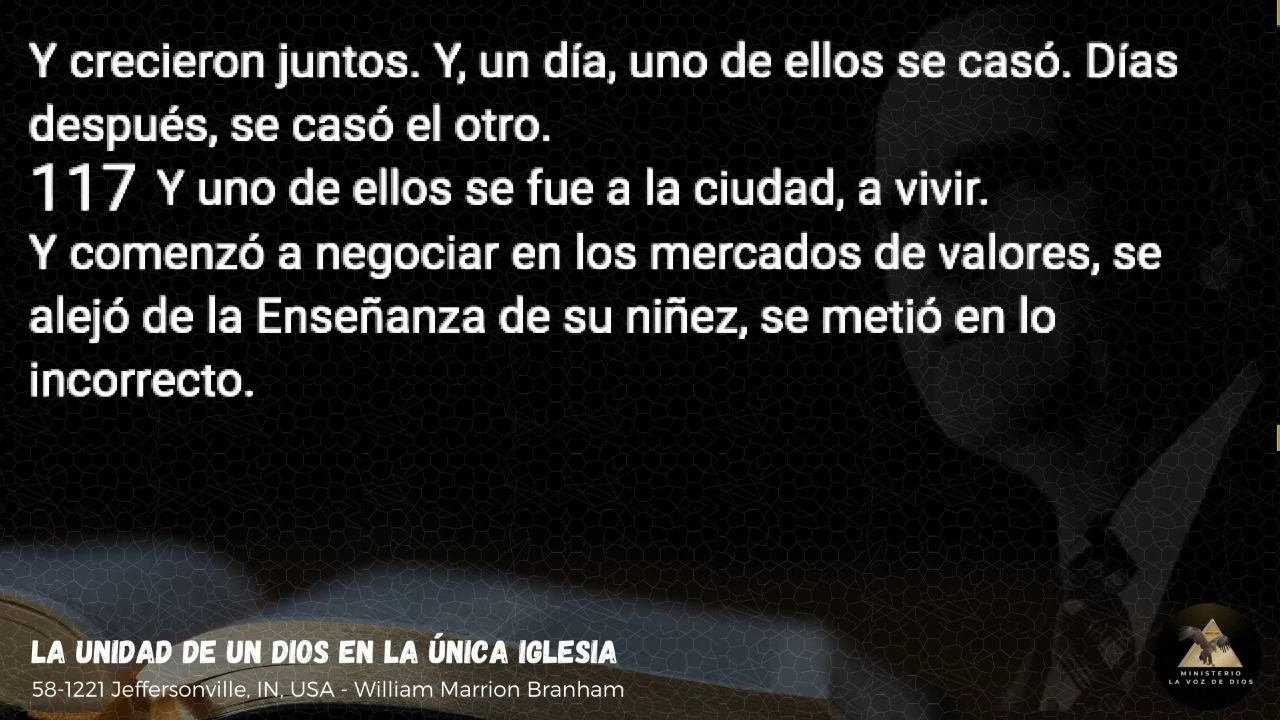 Y crecieron juntos. Y, un día, uno de ellos se casó. Días
después, se casó el otro.
117 Y uno de ellos se fue a la ciudad, a vivir.
Y comenzó a negociar en los mercados de valores, se
alejó de la Enseñanza de su niñez, se metió en lo
incorrecto.
LA UNIDAD DE UN DIOS EN LA ÚNICA IGLESIA
58-1221 Jeffersonville, IN, USA - William Marrion Branham
MINISTERIO
LA VOZ DE DIOS